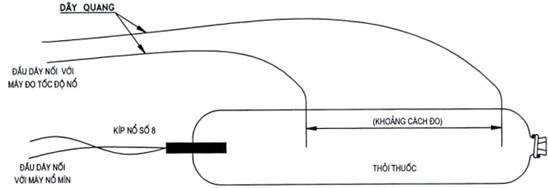 DÂY QUANG
ĐẦU DÂY NỐI VỚI
MÁY ĐO TỐC ĐỘ NỔ
KÍP NỔ SỐ 8
(KHOẢNG CÁCH ĐO)
ĐẦU DÂY NỐI
VỚI MÁY NỔ MÌN
THỎI THUỐC